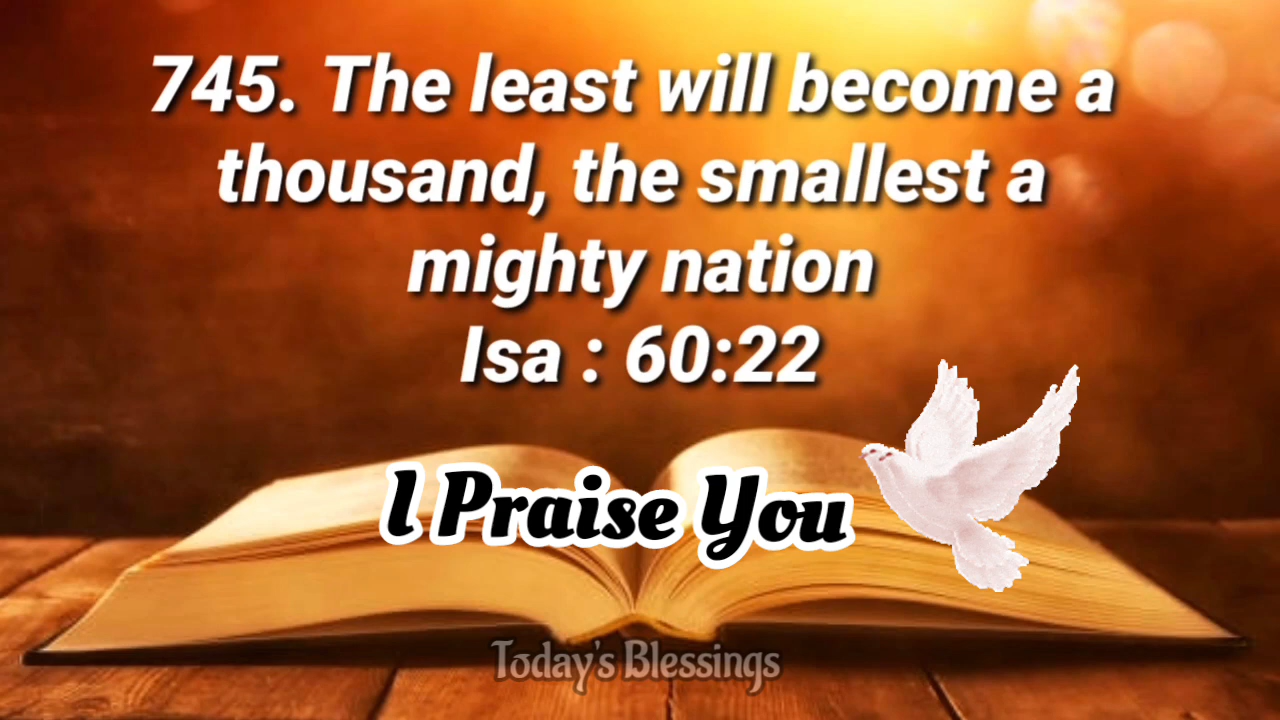 745. The least will become a
thousand, the smallest a
mighty nation
Isa : 60:22
I Praise You
Today's Blessings